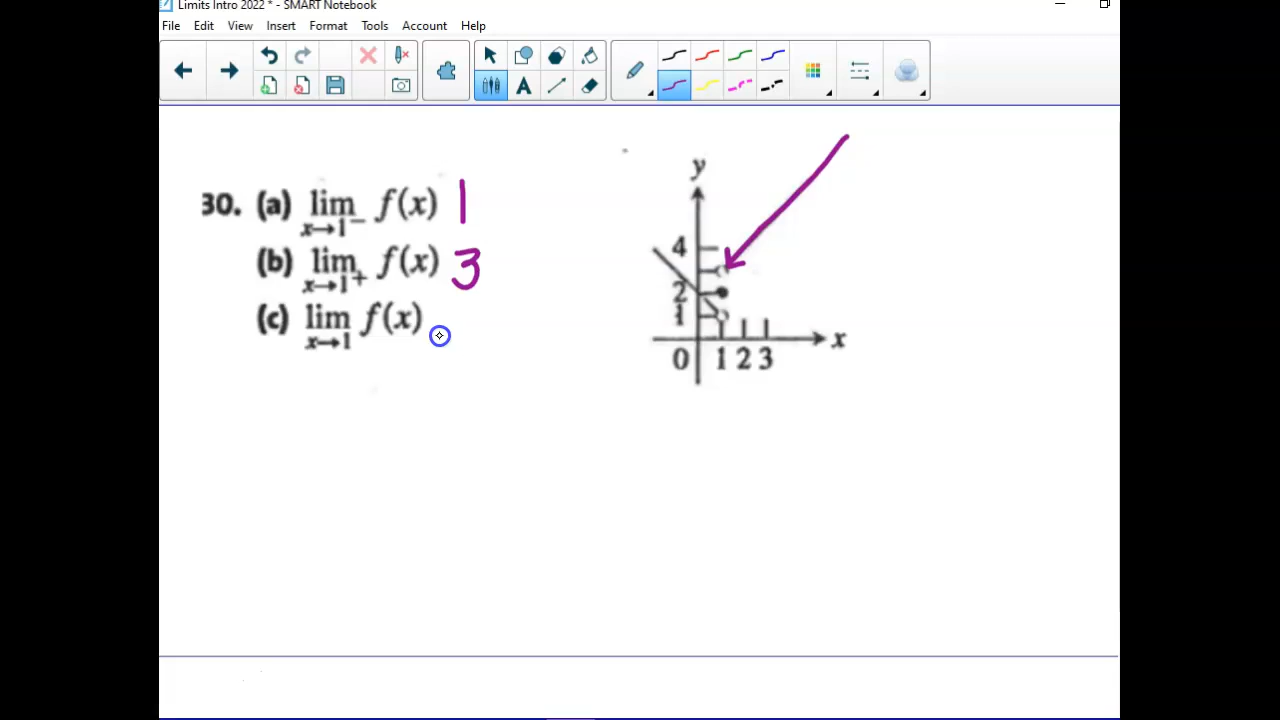 Limits Intro 2022 * - SMART Notebook
File Edit View Insert Format Tools Account Help
A
30. (a) lim x→1⁻ f(x) 1
(b) lim x→1⁺ f(x) 3
(c) lim x→1 f(x)
y
4
2
1
x
0 1 2 3